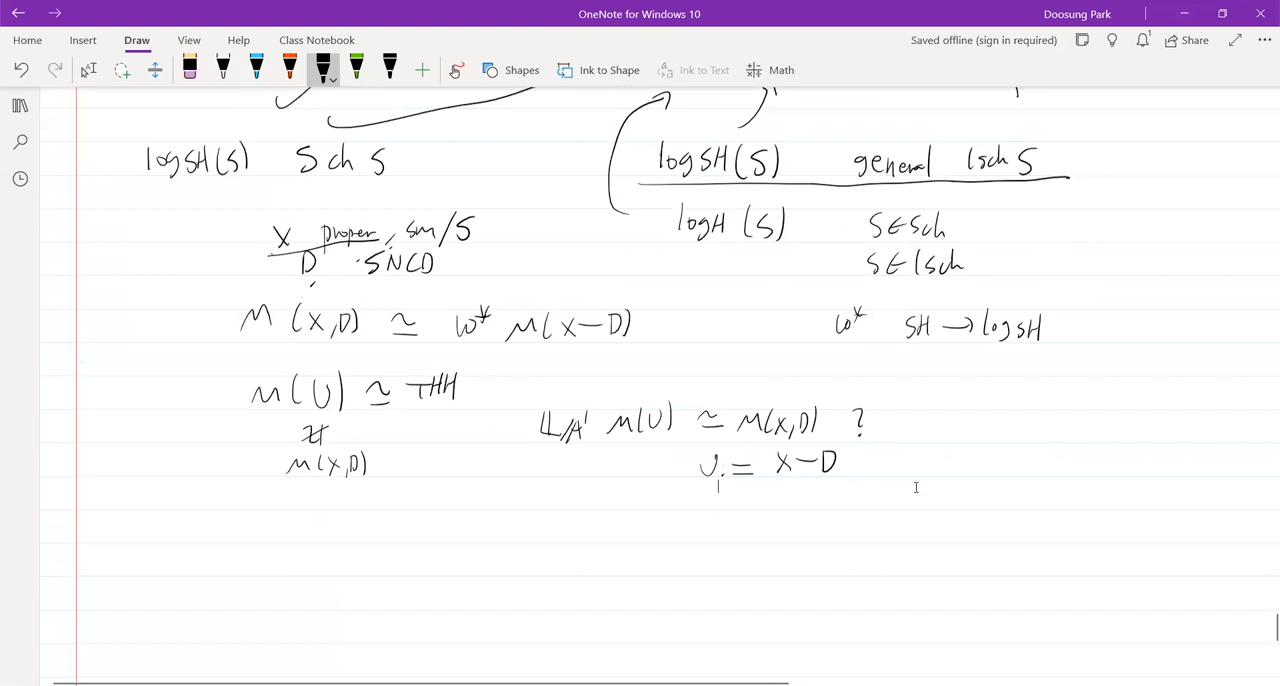 OneNote for Windows 10
Doosung Park
Home Insert Draw View Help Class Notebook
Saved offline (sign in required) Share
Shapes Ink to Shape Ink to Text Math
logSH(S) Sch S
logSH(S) general lSch S
logH (S) S∈Sch
S∈lSch
X proper, sm/S
D SNCD
M(X,D) ≃ ω* M(X-D)
ω* SH → logSH
M(U) ≃ THH
≄
M(X,D)
𝕃_A¹ M(U) ≃ M(X,D) ?
U := X-D